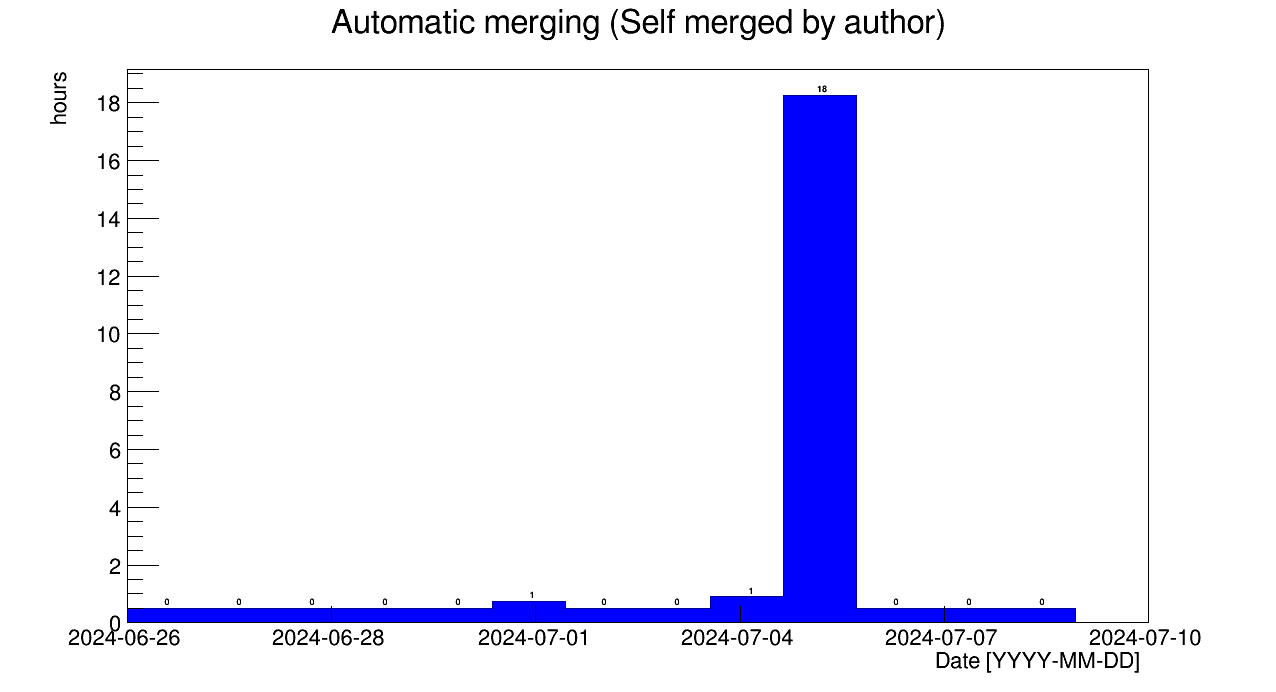 Automatic merging (Self merged by author)
hours
18
16
14
12
10
8
6
4
2
0
0 0 0 0 0 1 0 0 1 18 0 0 0
2024-06-26 2024-06-28 2024-07-01 2024-07-04 2024-07-07 2024-07-10
Date [YYYY-MM-DD]